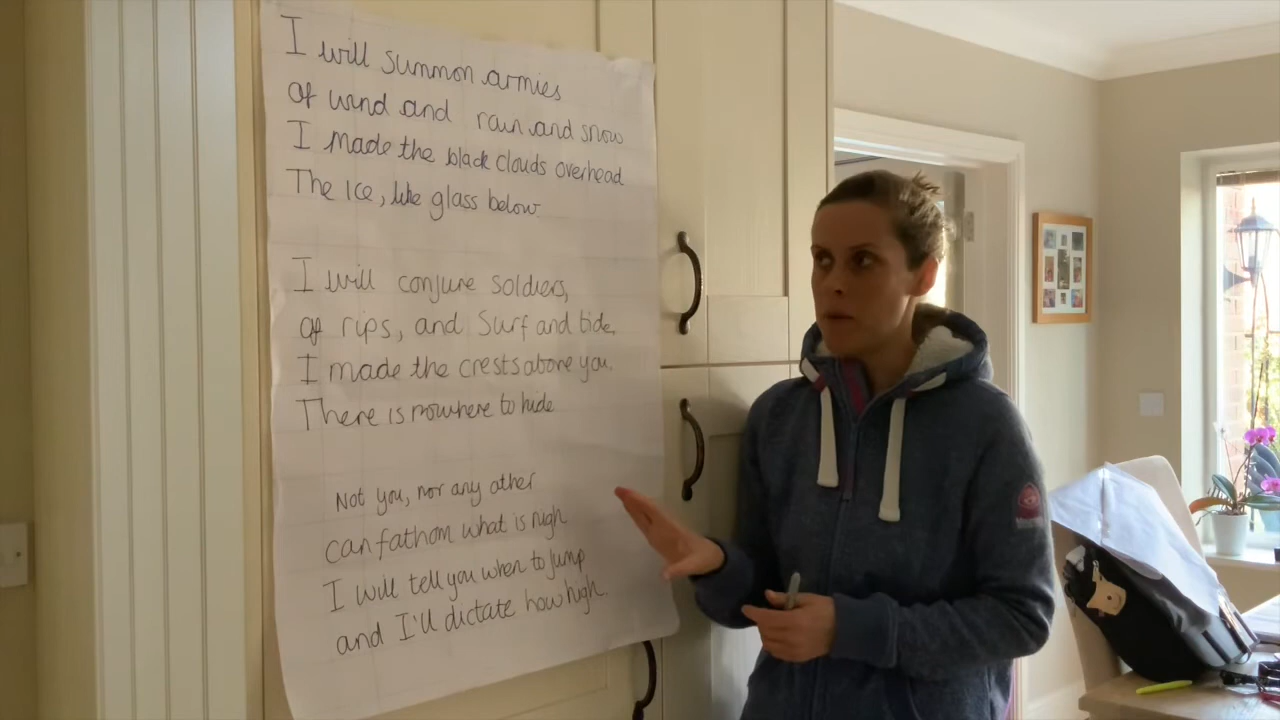 I will summon armies
of wind and rain and snow
I made the black clouds overhead
The Ice, like glass below.
I will conjure soldiers,
of rips, and Surf and tide,
I made the crests above you.
There is nowhere to hide
Not you, nor any other
can fathom what is nigh
I will tell you when to jump
and I'll dictate how high.